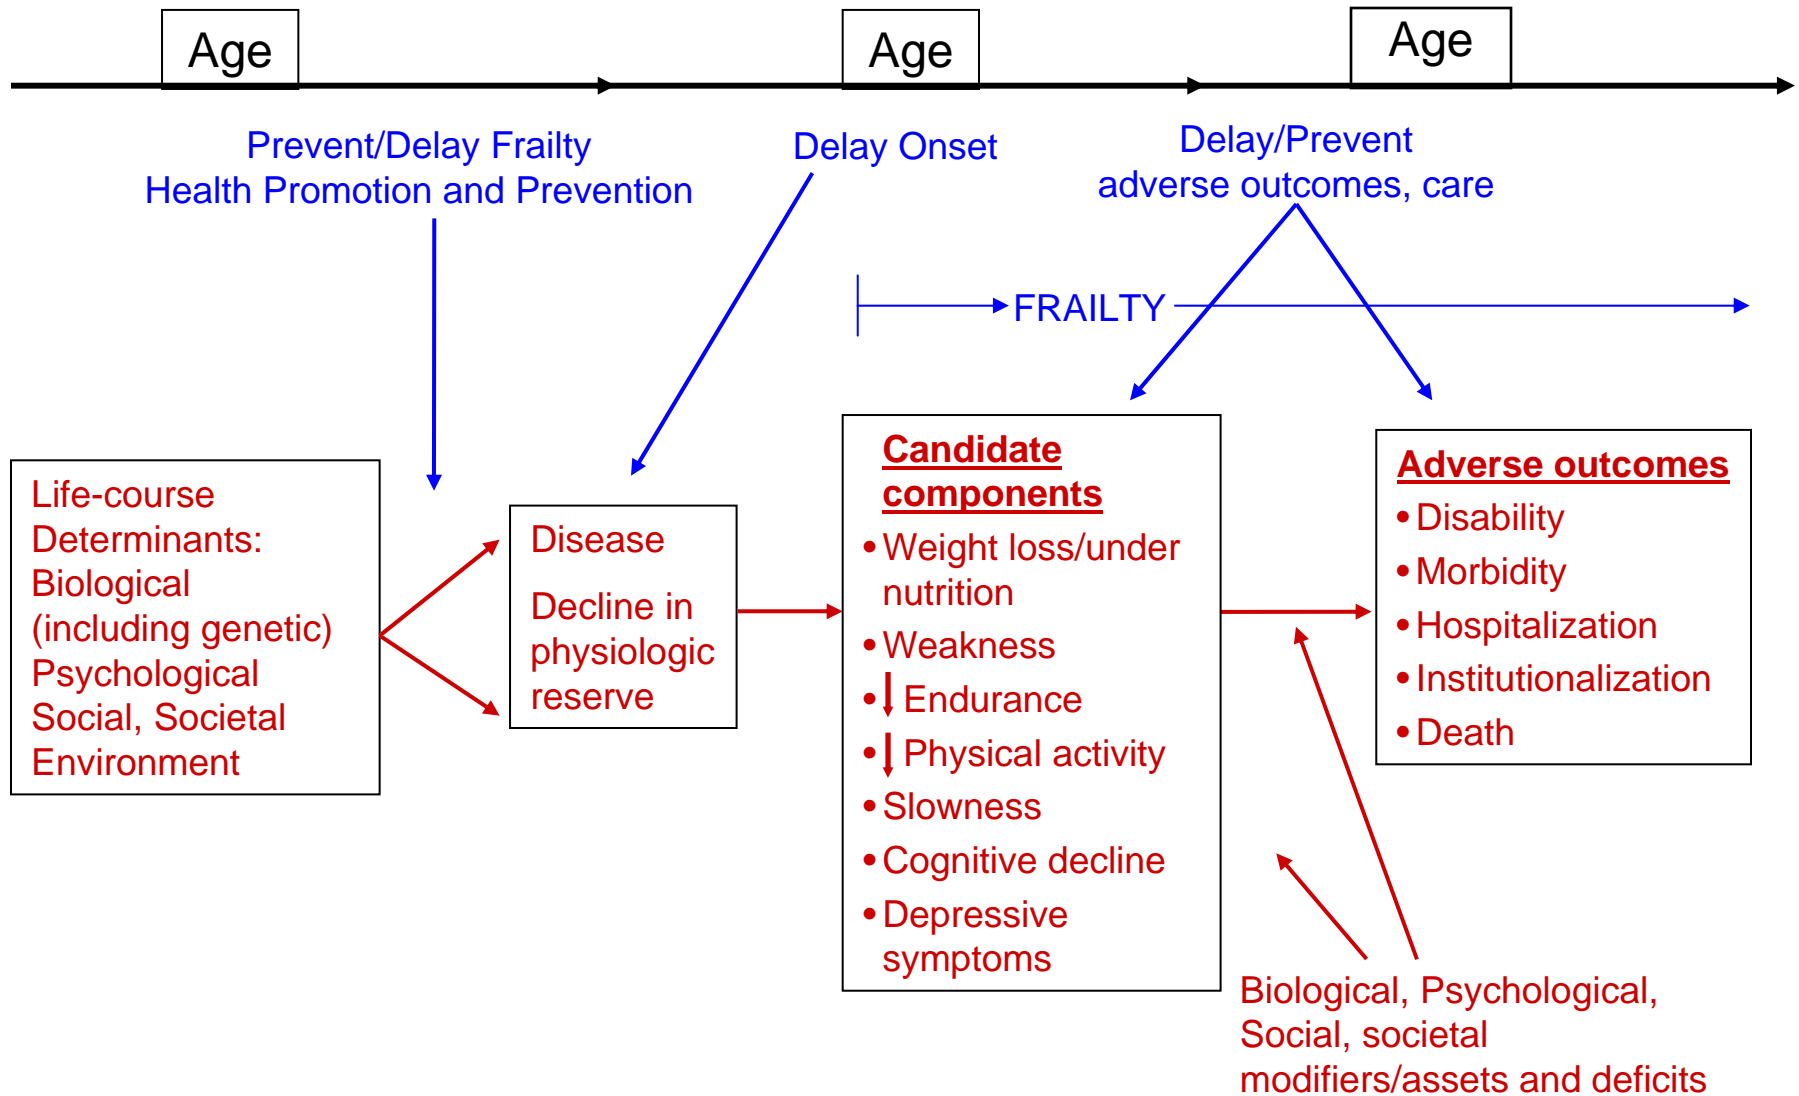 Age
Age
Age
Prevent/Delay Frailty
Health Promotion and Prevention
Delay Onset
Delay/Prevent
adverse outcomes, care
FRAILTY
Life-course
Determinants:
Biological
(including genetic)
Psychological
Social, Societal
Environment
Disease
Decline in
physiologic
reserve
Candidate
components
•Weight loss/under
nutrition
•Weakness
•↓ Endurance
•↓ Physical activity
•Slowness
•Cognitive decline
•Depressive
symptoms
Adverse outcomes
•Disability
•Morbidity
•Hospitalization
•Institutionalization
•Death
Biological, Psychological,
Social, societal
modifiers/assets and deficits